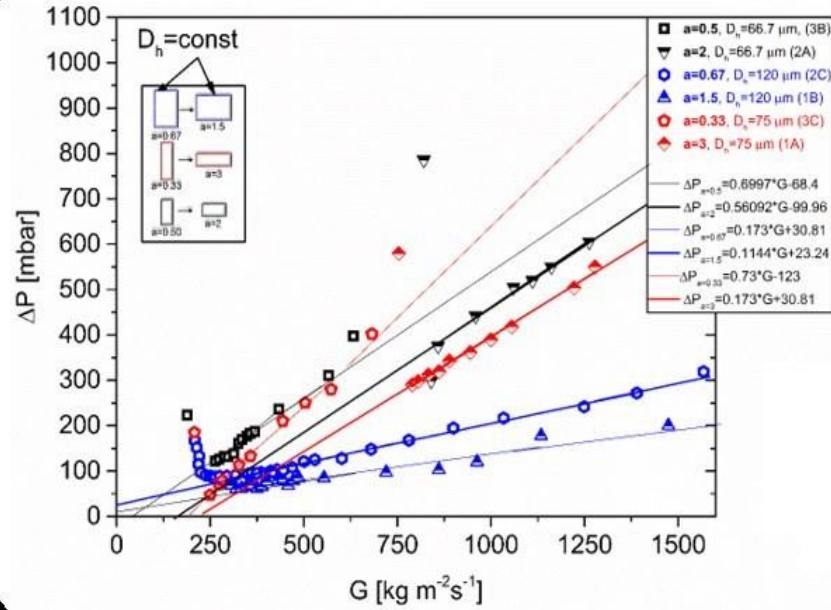 1100
1000
900
800
700
600
500
400
300
200
100
0
ΔP [mbar]
D_h=const
a=0.67
a=1.5
a=0.33
a=3
a=0.50
a=2
a=0.5, D_h=66.7 μm, (3B)
a=2, D_h=66.7 μm (2A)
a=0.67, D_h=120 μm (2C)
a=1.5, D_h=120 μm (1B)
a=0.33, D_h=75 μm (3C)
a=3, D_h=75 μm (1A)
ΔP_a=0.5=0.6997*G-68.4
ΔP_a=2=0.56092*G-99.96
ΔP_a=0.67=0.173*G+30.81
ΔP_a=1.5=0.1144*G+23.24
ΔP_a=0.33=0.73*G-123
ΔP_a=3=0.173*G+30.81
0 250 500 750 1000 1250 1500
G [kg m⁻²s⁻¹]